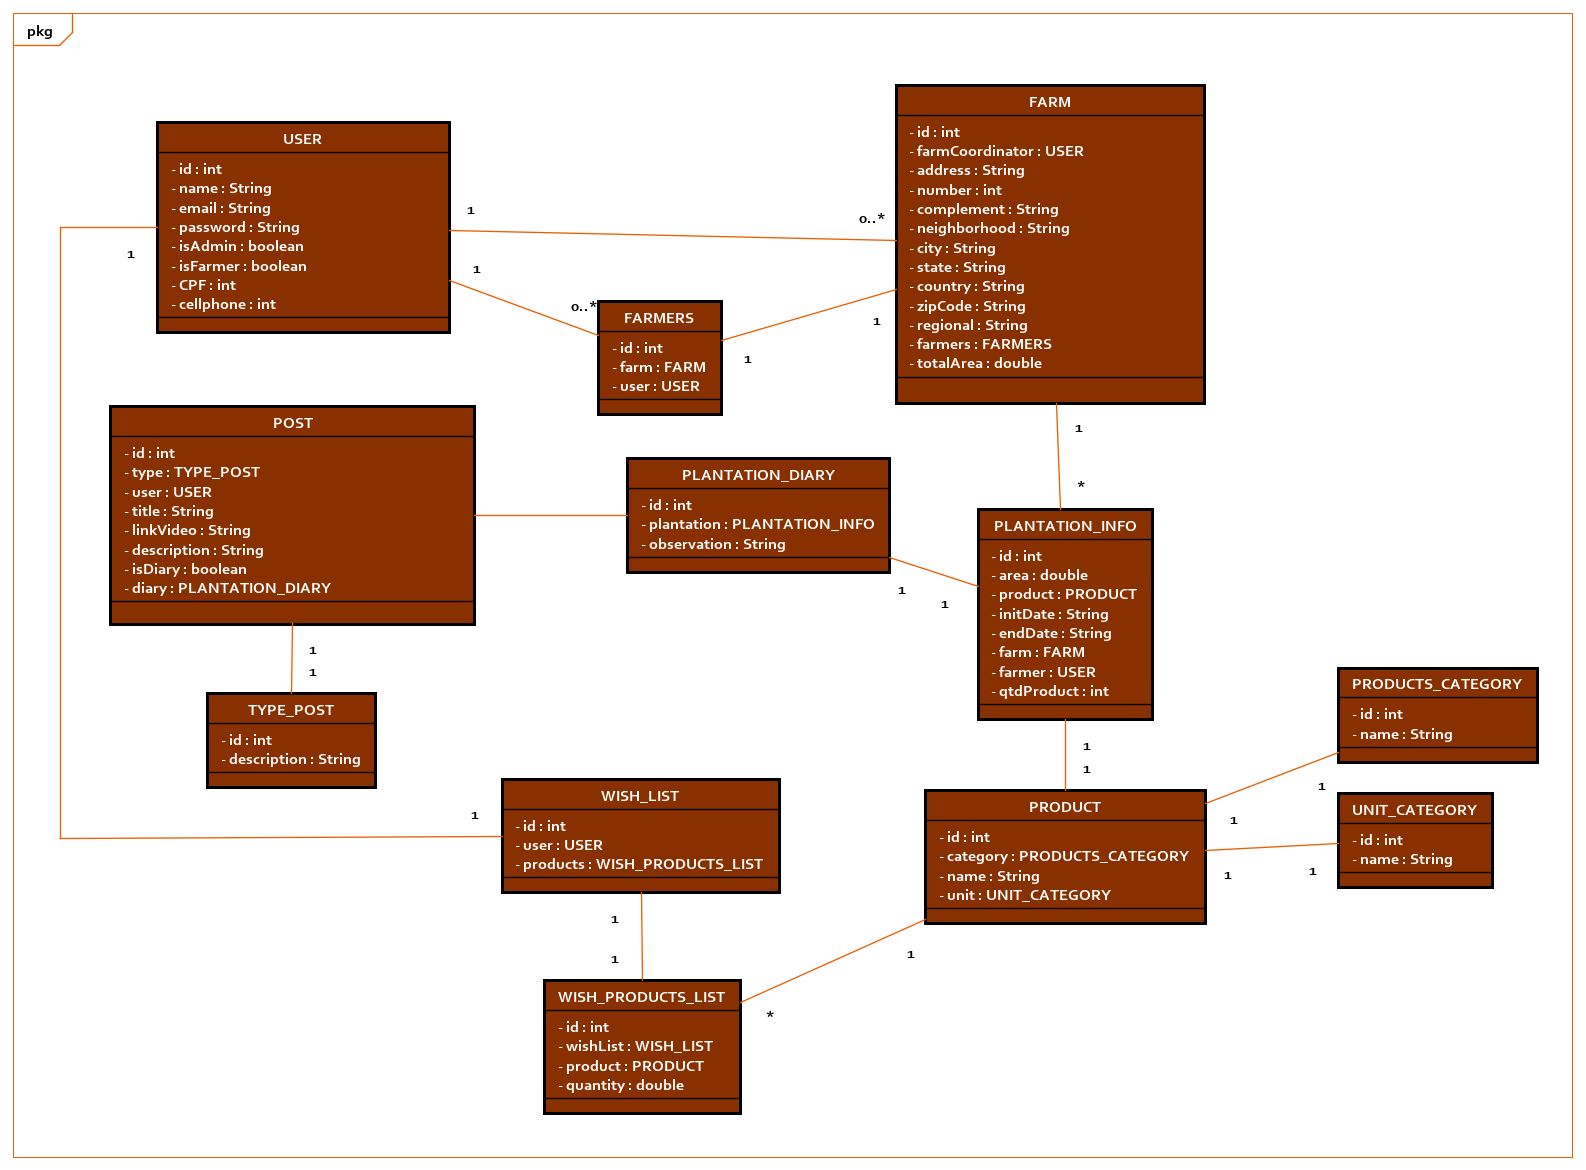 pkg
USER
- id : int
- name : String
- email : String
- password : String
- isAdmin : boolean
- isFarmer : boolean
- CPF : int
- cellphone : int
FARM
- id : int
- farmCoordinator : USER
- address : String
- number : int
- complement : String
- neighborhood : String
- city : String
- state : String
- country : String
- zipCode : String
- regional : String
- farmers : FARMERS
- totalArea : double
1
0..*
1
1
0..*
1
1
FARMERS
- id : int
- farm : FARM
- user : USER
POST
- id : int
- type : TYPE_POST
- user : USER
- title : String
- linkVideo : String
- description : String
- isDiary : boolean
- diary : PLANTATION_DIARY
PLANTATION_DIARY
- id : int
- plantation : PLANTATION_INFO
- observation : String
1
*
1
1
PLANTATION_INFO
- id : int
- area : double
- product : PRODUCT
- initDate : String
- endDate : String
- farm : FARM
- farmer : USER
- qtdProduct : int
1
1
TYPE_POST
- id : int
- description : String
1
1
PRODUCTS_CATEGORY
- id : int
- name : String
1
1
UNIT_CATEGORY
- id : int
- name : String
1
1
PRODUCT
- id : int
- category : PRODUCTS_CATEGORY
- name : String
- unit : UNIT_CATEGORY
1
WISH_LIST
- id : int
- user : USER
- products : WISH_PRODUCTS_LIST
1
1
1
*
WISH_PRODUCTS_LIST
- id : int
- wishList : WISH_LIST
- product : PRODUCT
- quantity : double